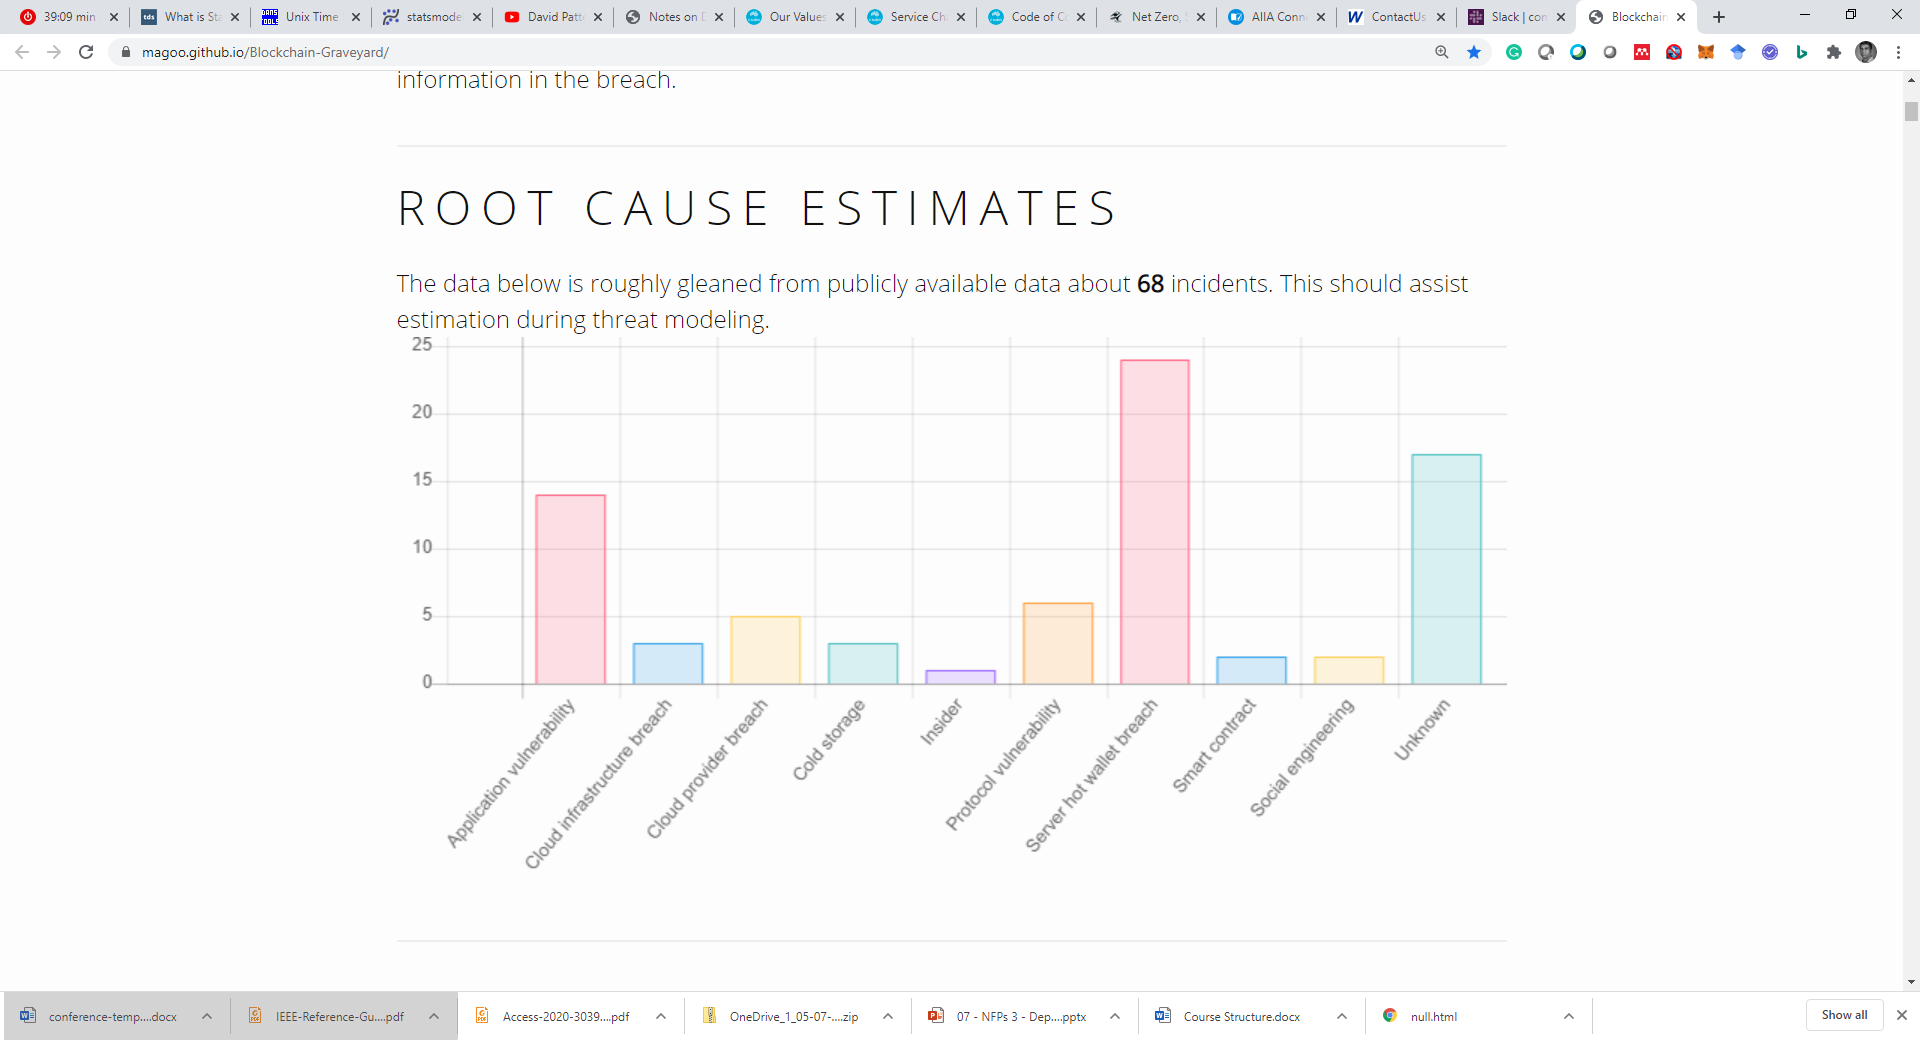 39:09 min
What is Sta
Unix Time
statsmode
David Patt
Notes on D
Our Values
Service Ch
Code of Co
Net Zero,
AIIA Conn
ContactUs
Slack | con
Blockchain
magoo.github.io/Blockchain-Graveyard/
information in the breach.
ROOT CAUSE ESTIMATES
The data below is roughly gleaned from publicly available data about 68 incidents. This should assist
estimation during threat modeling.
25
20
15
10
5
0
Application vulnerability
Cloud infrastructure breach
Cloud provider breach
Cold storage
Insider
Protocol vulnerability
Server hot wallet breach
Smart contract
Social engineering
Unknown
conference-temp....docx
IEEE-Reference-Gu....pdf
Access-2020-3039....pdf
OneDrive_1_05-07-....zip
07 - NFPs 3 - Dep....pptx
Course Structure.docx
null.html
Show all